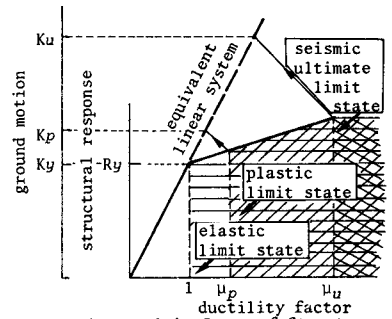 Ku
Kp
Ky
Ry
ground motion
structural response
equivalent
linear system
seismic
ultimate
limit
state
plastic
limit state
elastic
limit state
1
μp
μu
ductility factor